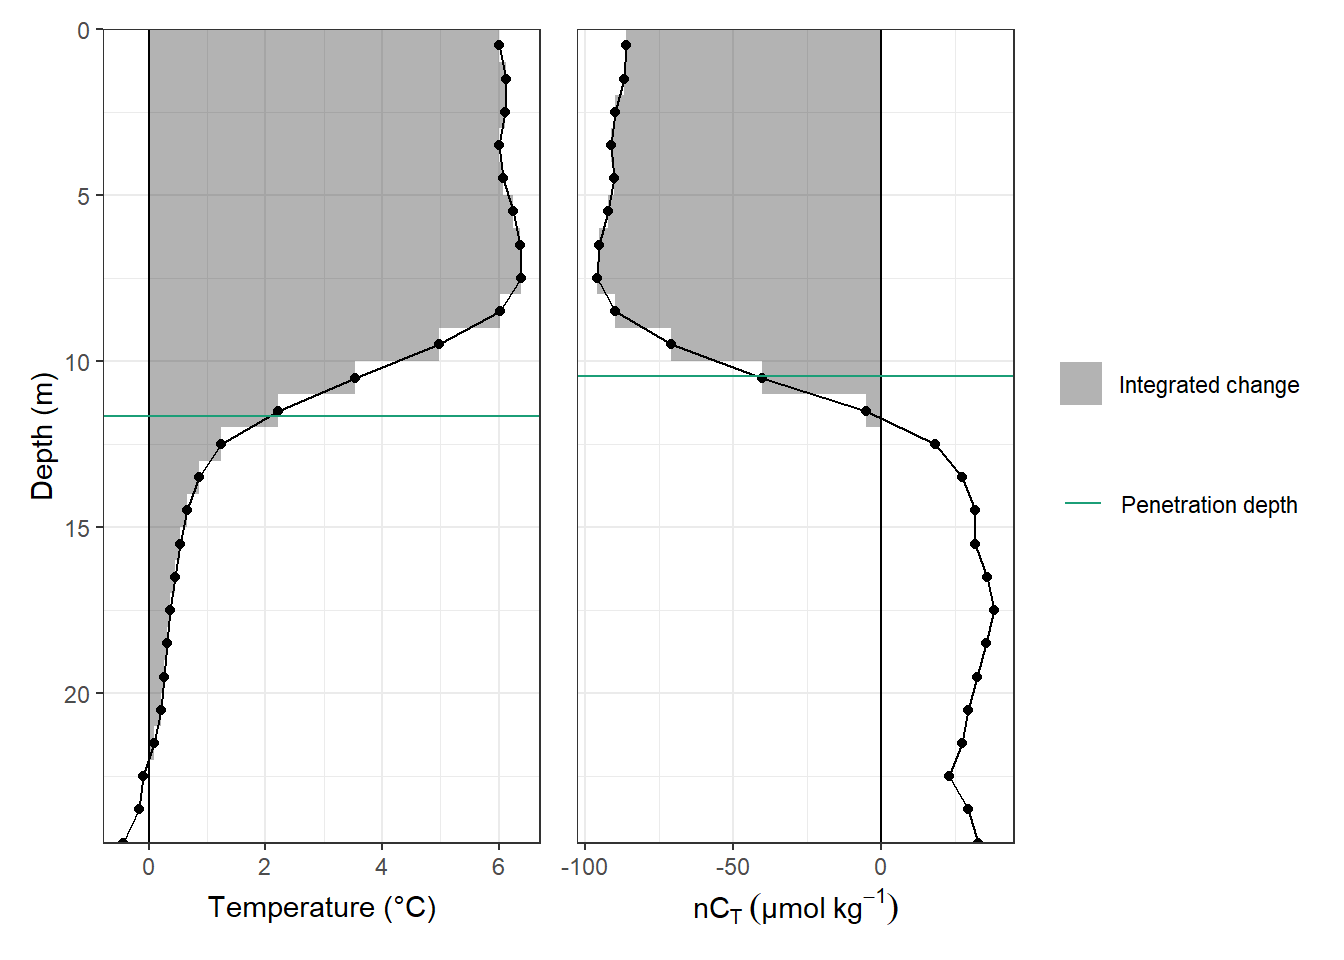 0
5
10
15
20
Depth (m)
0 2 4 6
-100 -50 0
Temperature (°C)
nC_T (µmol kg⁻¹)
Integrated change
Penetration depth